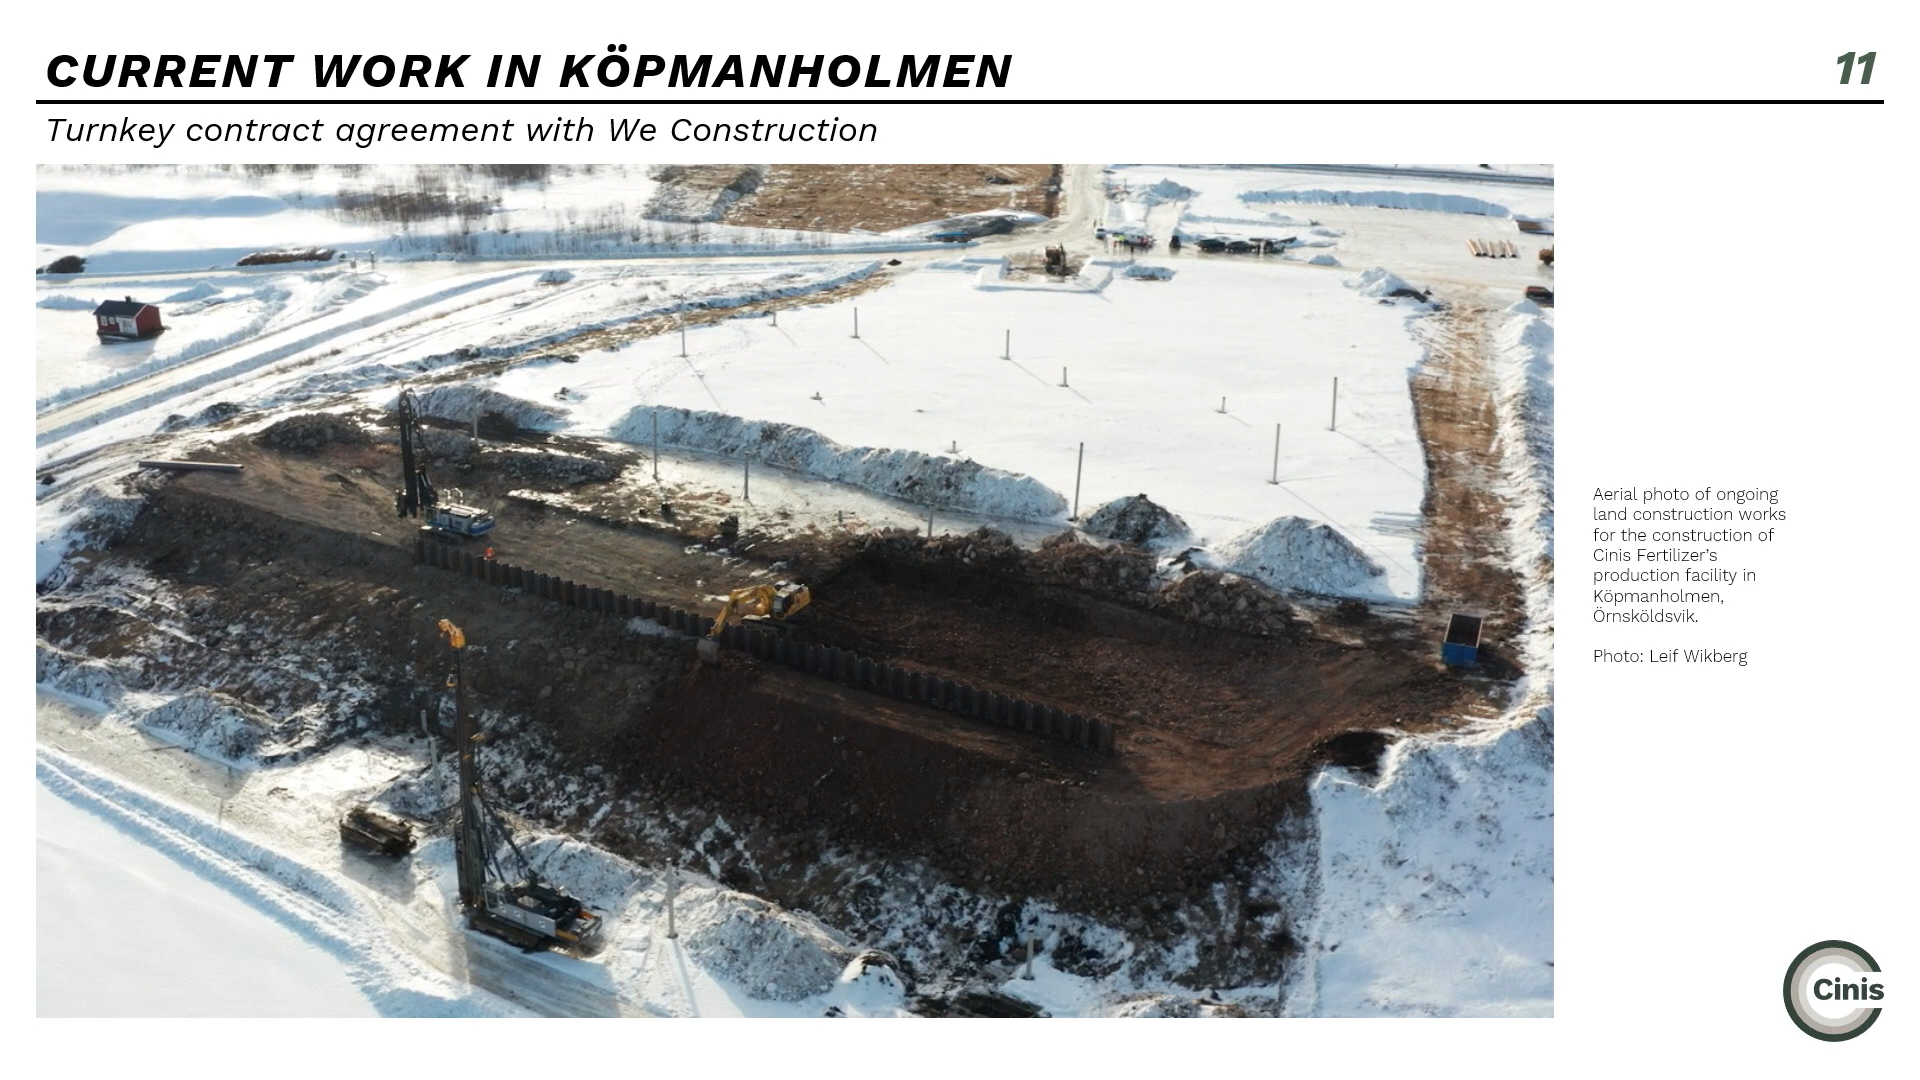 CURRENT WORK IN KÖPMANHOLMEN
11
Turnkey contract agreement with We Construction
Aerial photo of ongoing
land construction works
for the construction of
Cinis Fertilizer’s
production facility in
Köpmanholmen,
Örnsköldsvik.
Photo: Leif Wikberg
Cinis